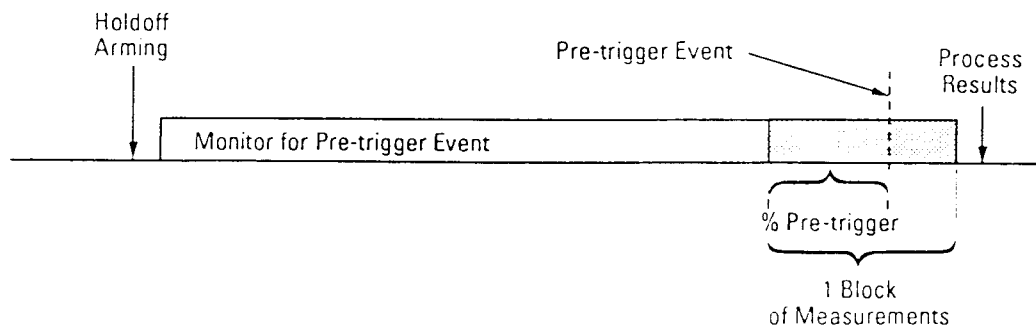 Holdoff
Arming
Pre-trigger Event
Process
Results
Monitor for Pre-trigger Event
% Pre-trigger
1 Block
of Measurements